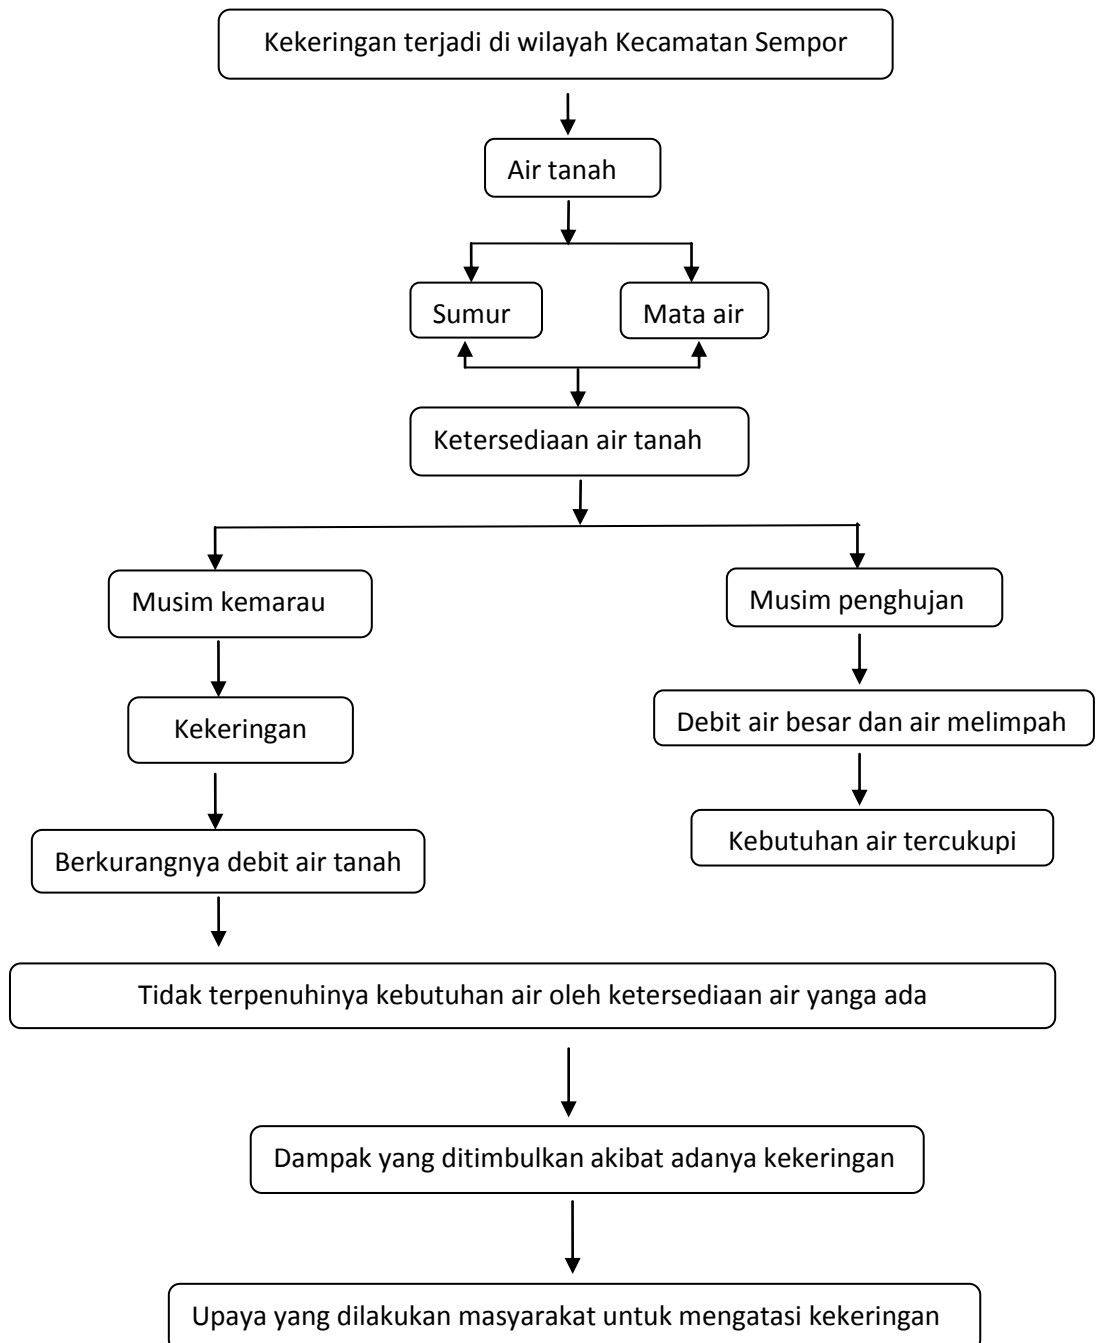 Kekeringan terjadi di wilayah Kecamatan Sempor
Air tanah
Sumur
Mata air
Ketersediaan air tanah
Musim kemarau
Musim penghujan
Kekeringan
Debit air besar dan air melimpah
Berkurangnya debit air tanah
Kebutuhan air tercukupi
Tidak terpenuhinya kebutuhan air oleh ketersediaan air yanga ada
Dampak yang ditimbulkan akibat adanya kekeringan
Upaya yang dilakukan masyarakat untuk mengatasi kekeringan